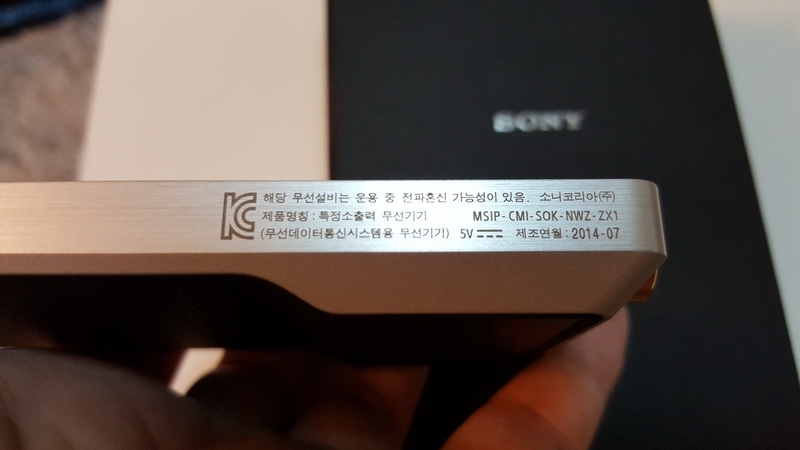 SONY
KC 해당 무선설비는 운용 중 전파혼신 가능성이 있음. 소니코리아(주)
제품명칭 : 특정소출력 무선기기 MSIP-CMI-SOK-NWZ-ZX1
(무선데이터통신시스템용 무선기기) 5V 제조연월 : 2014-07